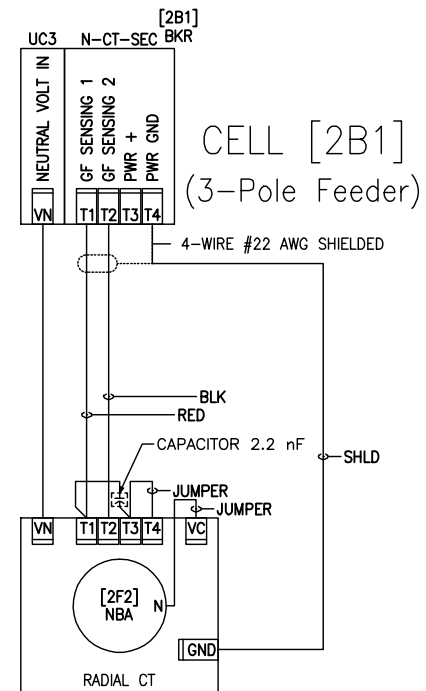 [2B1]
UC3 N-CT-SEC BKR
NEUTRAL VOLT IN
GF SENSING 1
GF SENSING 2
PWR +
PWR GND
VN T1 T2 T3 T4
CELL [2B1]
(3-Pole Feeder)
4-WIRE #22 AWG SHIELDED
BLK
RED
CAPACITOR 2.2 nF
SHLD
JUMPER
JUMPER
VN T1 T2 T3 T4 VC
[2F2]
NBA
N
GND
RADIAL CT